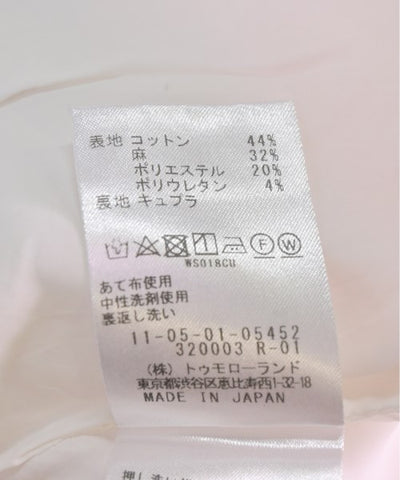 表地 コットン 44%
麻 32%
ポリエステル 20%
ポリウレタン 4%
裏地 キュプラ
F W
WS018CU
あて布使用
中性洗剤使用
裏返し洗い
11-05-01-05452
320003 R-01
(株) トゥモローランド
東京都渋谷区恵比寿西1-32-18
MADE IN JAPAN